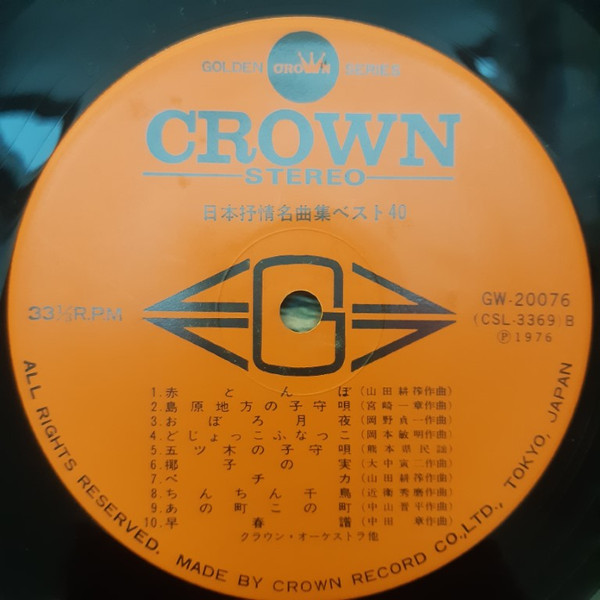 GOLDEN CROWN SERIES
CROWN
STEREO
日本抒情名曲集ベスト40
G
33⅓R.P.M
GW-20076
(CSL-3369)B
Ⓟ1976
1.赤とんぼ(山田耕筰作曲)
2.島原地方の子守唄(宮崎一章作曲)
3.おぼろ月夜(岡野貞一作曲)
4.どじょっこふなっこ(岡本敏明作曲)
5.五ツ木の子守唄(熊本県民謡)
6.椰子の実(大中寅二作曲)
7.ペチカ(山田耕筰作曲)
8.ちんちん千鳥(近衛秀麿作曲)
9.あの町この町(中山晋平作曲)
10.早春譜(中田章作曲)
クラウン・オーケストラ他
ALL RIGHTS RESERVED. MADE BY CROWN RECORD CO.,LTD., TOKYO, JAPAN